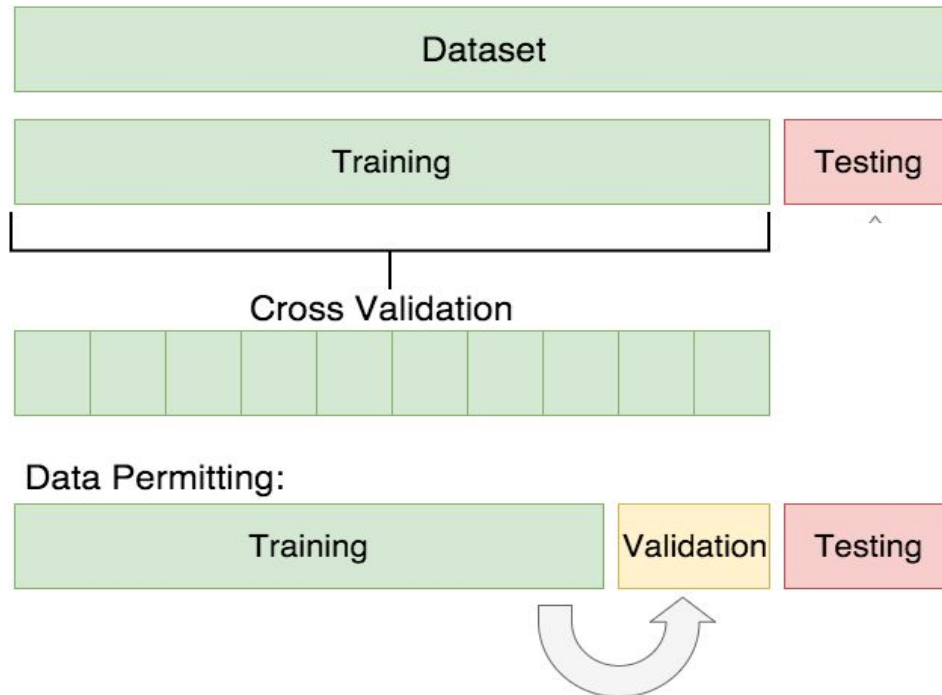 Dataset
Training Testing
Cross Validation
Data Permitting:
Training Validation Testing